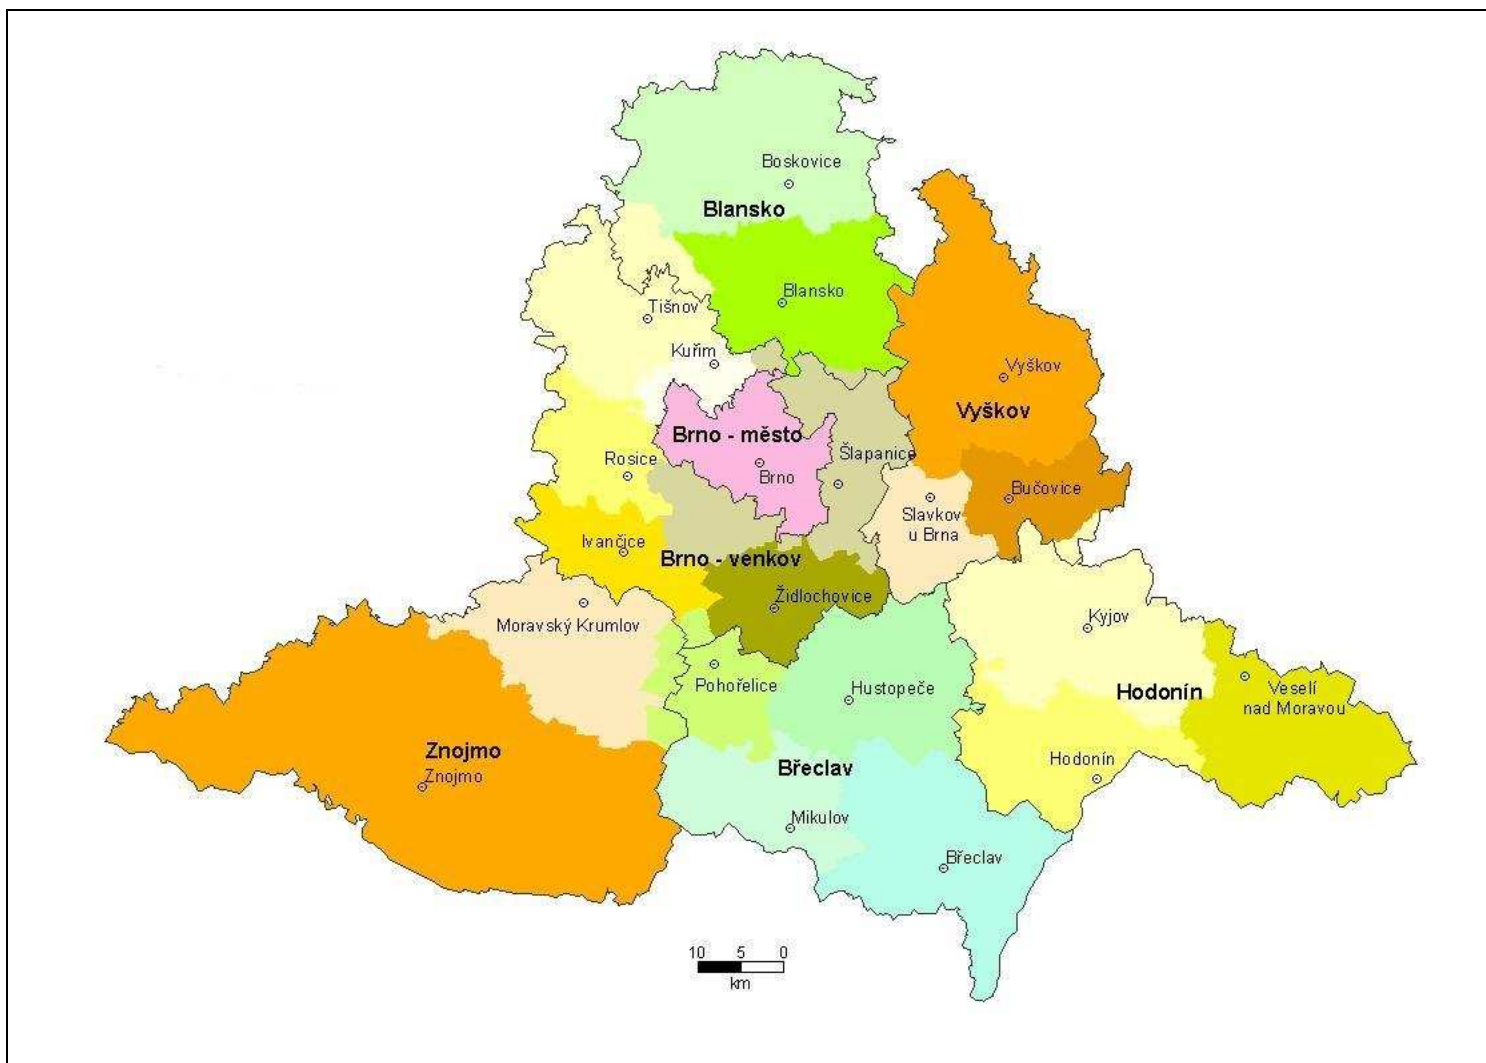 Boskovice
Blansko
Blansko
Tišnov
Kuřim
Vyškov
Vyškov
Brno - město
Šlapanice
Rosice
Brno
Bučovice
Slavkov
u Brna
Ivančice
Brno - venkov
Židlochovice
Moravský Krumlov
Kyjov
Pohořelice
Hustopeče
Hodonín
Veselí
nad Moravou
Znojmo
Znojmo
Břeclav
Hodonín
Mikulov
Břeclav
10 5 0
km